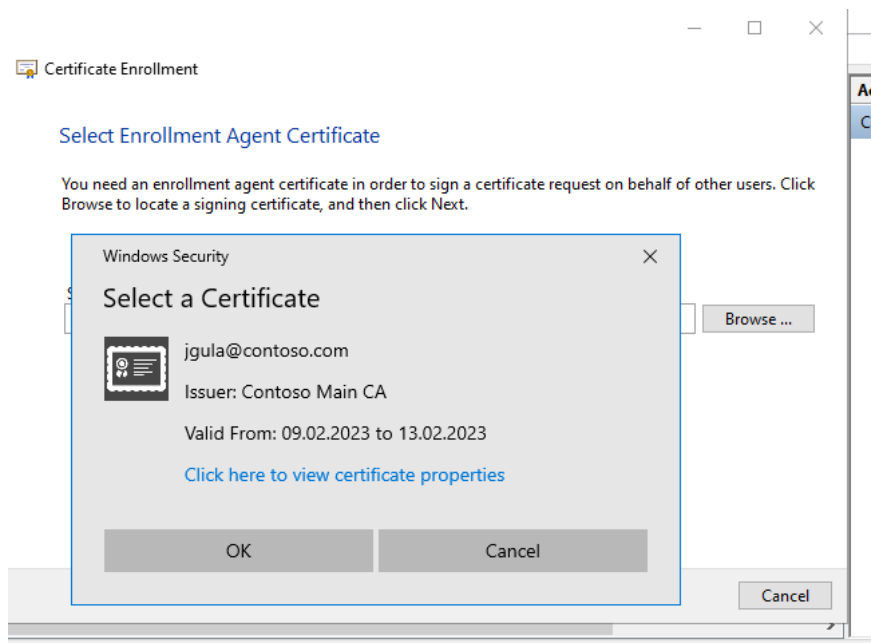 Certificate Enrollment
Select Enrollment Agent Certificate
You need an enrollment agent certificate in order to sign a certificate request on behalf of other users. Click
Browse to locate a signing certificate, and then click Next.
Windows Security
Select a Certificate
Browse ...
jgula@contoso.com
Issuer: Contoso Main CA
Valid From: 09.02.2023 to 13.02.2023
Click here to view certificate properties
OK
Cancel
Cancel